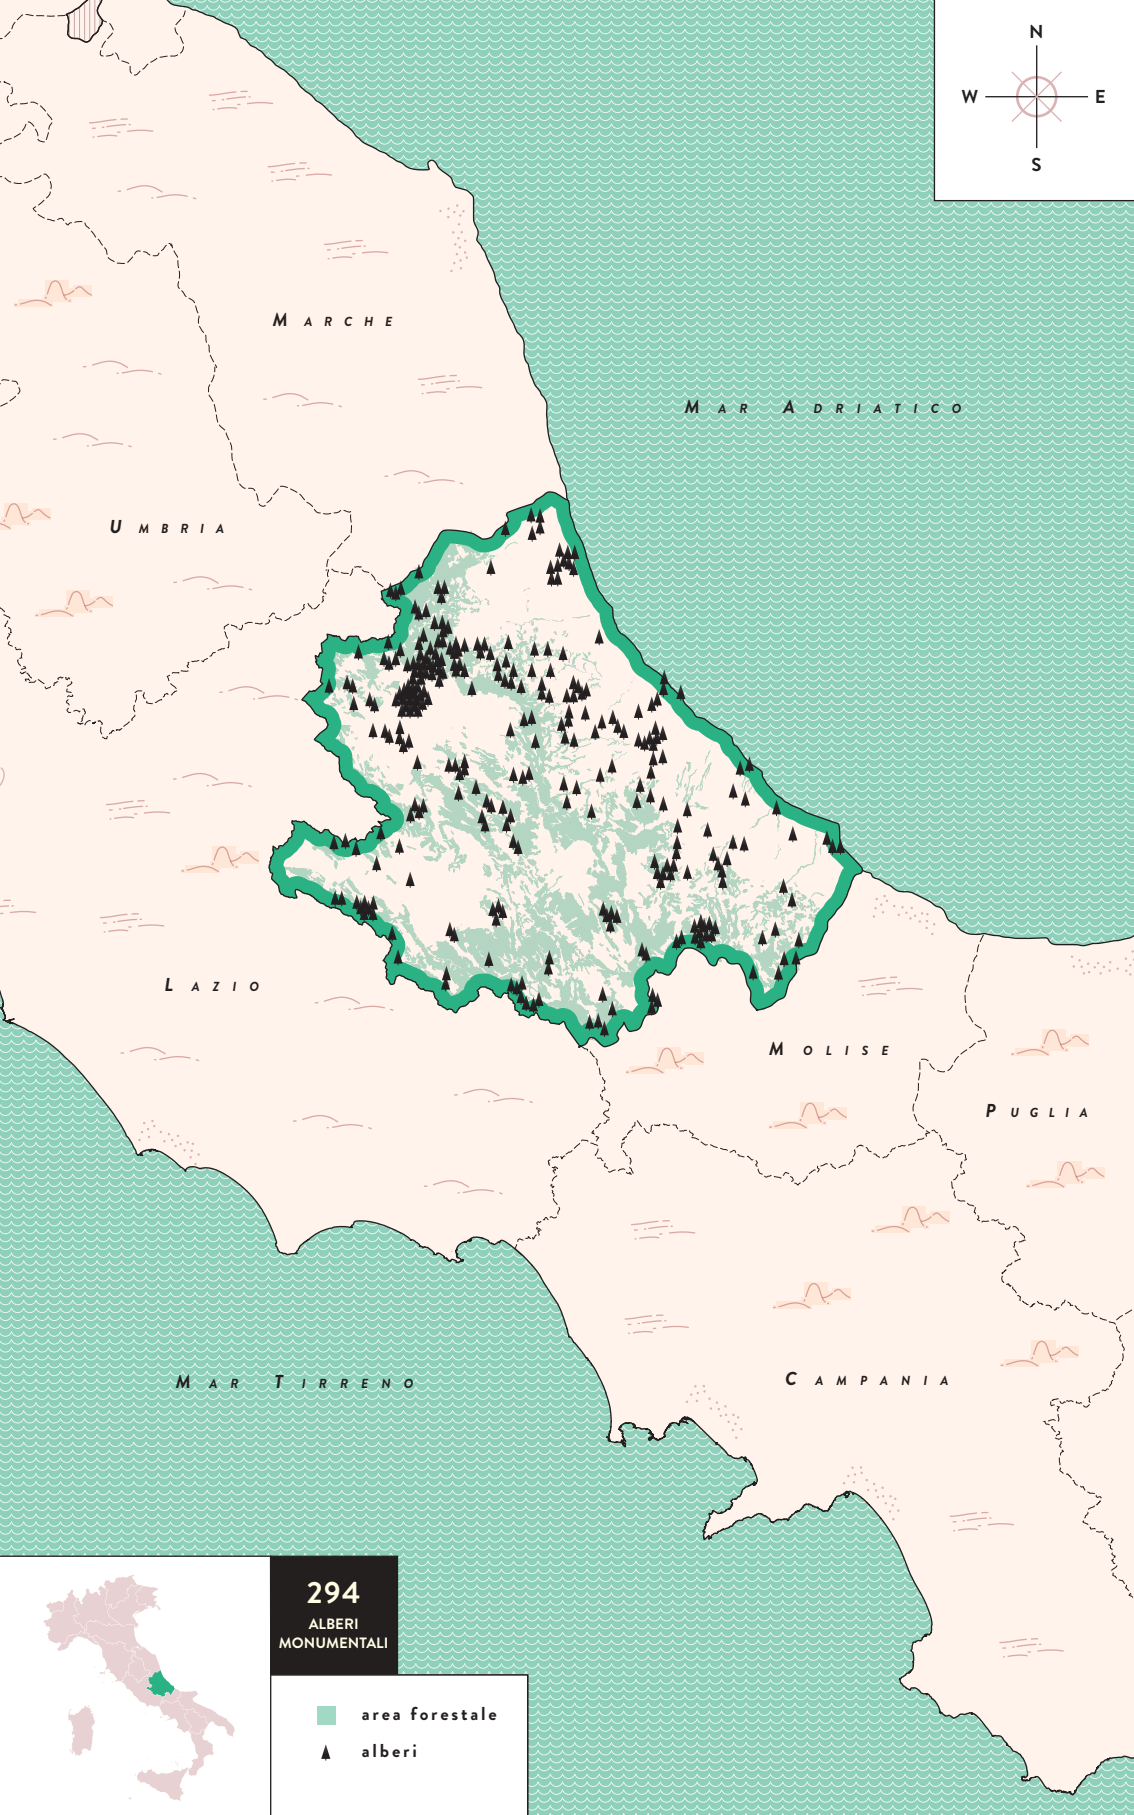 N
W E
S
MARCHE
MAR ADRIATICO
UMBRIA
LAZIO
MOLISE
PUGLIA
MAR TIRRENO
CAMPANIA
294
ALBERI
MONUMENTALI
area forestale
alberi